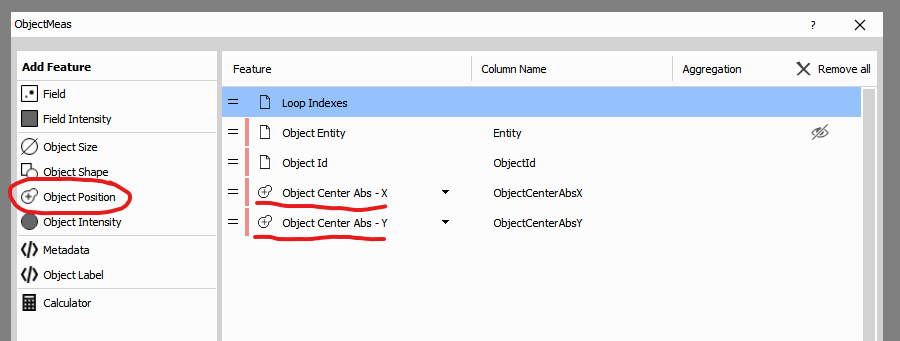 ObjectMeas ?
Add Feature
Field
Field Intensity
Object Size
Object Shape
Object Position
Object Intensity
Metadata
Object Label
Calculator
Feature Column Name Aggregation Remove all
Loop Indexes
Object Entity Entity
Object Id ObjectId
Object Center Abs - X ObjectCenterAbsX
Object Center Abs - Y ObjectCenterAbsY